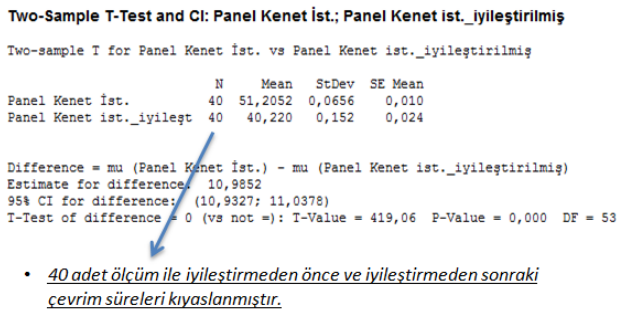 Two-Sample T-Test and CI: Panel Kenet İst.; Panel Kenet ist._iyileştirilmiş
Two-sample T for Panel Kenet İst. vs Panel Kenet ist._iyileştirilmiş
N Mean StDev SE Mean
Panel Kenet İst. 40 51,2052 0,0656 0,010
Panel Kenet ist._iyileşt 40 40,220 0,152 0,024
Difference = mu (Panel Kenet İst.) - mu (Panel Kenet ist._iyileştirilmiş)
Estimate for difference: 10,9852
95% CI for difference: (10,9327; 11,0378)
T-Test of difference = 0 (vs not =): T-Value = 419,06 P-Value = 0,000 DF = 53
• 40 adet ölçüm ile iyileştirmeden önce ve iyileştirmeden sonraki
çevrim süreleri kıyaslanmıştır.